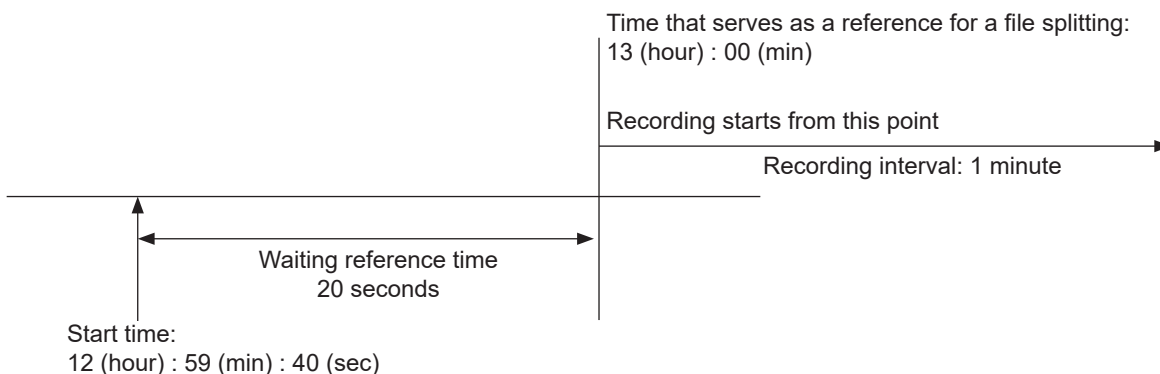 Time that serves as a reference for a file splitting:
13 (hour) : 00 (min)
Recording starts from this point
Recording interval: 1 minute
Waiting reference time
20 seconds
Start time:
12 (hour) : 59 (min) : 40 (sec)